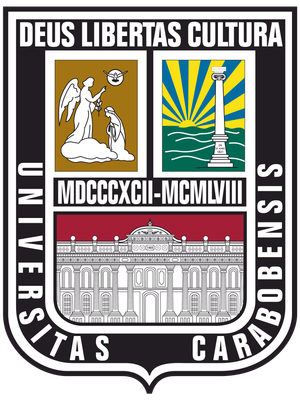 DEUS LIBERTAS CULTURA
MDCCCXCII-MCMLVIII
UNIVERSITAS CARABOBENSIS